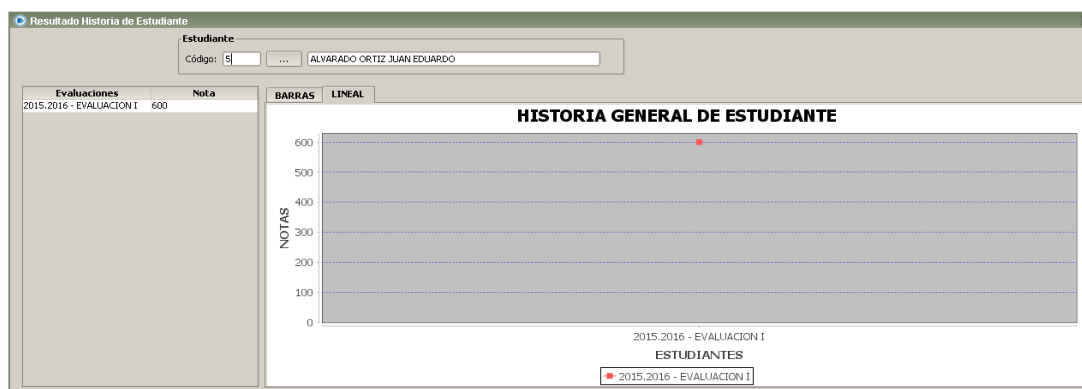 Resultado Historia de Estudiante
Estudiante
Código: 5 ... ALVARADO ORTIZ JUAN EDUARDO
Evaluaciones Nota
2015.2016 - EVALUACION I 600
BARRAS LINEAL
HISTORIA GENERAL DE ESTUDIANTE
600
500
400
300
200
100
0
NOTAS
2015.2016 - EVALUACION I
ESTUDIANTES
2015.2016 - EVALUACION I